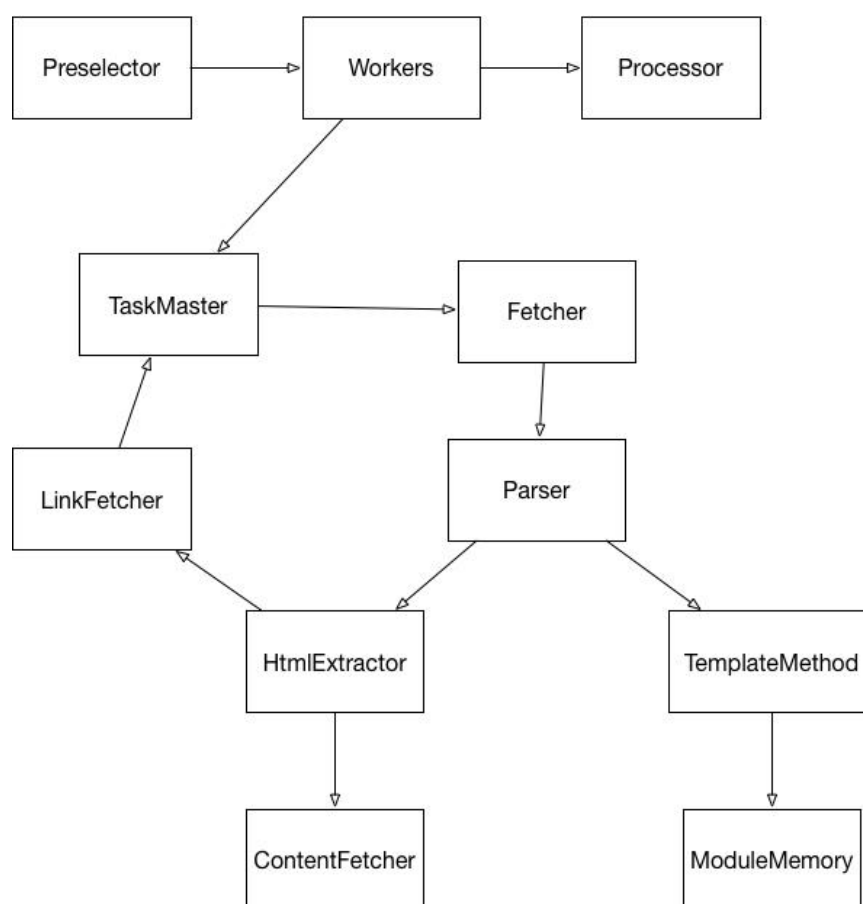 Preselector
Workers
Processor
TaskMaster
Fetcher
LinkFetcher
Parser
HtmlExtractor
TemplateMethod
ContentFetcher
ModuleMemory